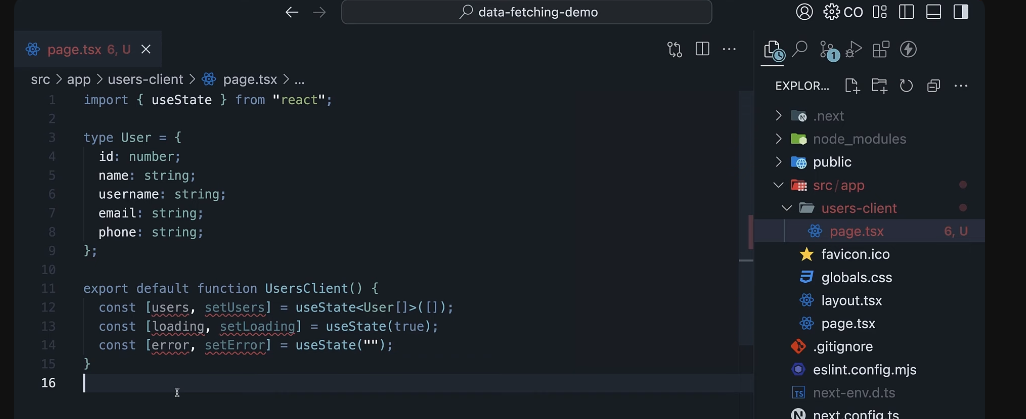 data-fetching-demo
CO
page.tsx 6, U
src > app > users-client > page.tsx > ...
1 import { useState } from "react";
2
3 type User = {
4 id: number;
5 name: string;
6 username: string;
7 email: string;
8 phone: string;
9 };
10
11 export default function UsersClient() {
12 const [users, setUsers] = useState<User[]>([]);
13 const [loading, setLoading] = useState(true);
14 const [error, setError] = useState("");
15 }
16
1
EXPLOR...
.next
node_modules
public
src/app
users-client
page.tsx 6, U
favicon.ico
globals.css
layout.tsx
page.tsx
.gitignore
eslint.config.mjs
TS next-env.d.ts
next.config.ts